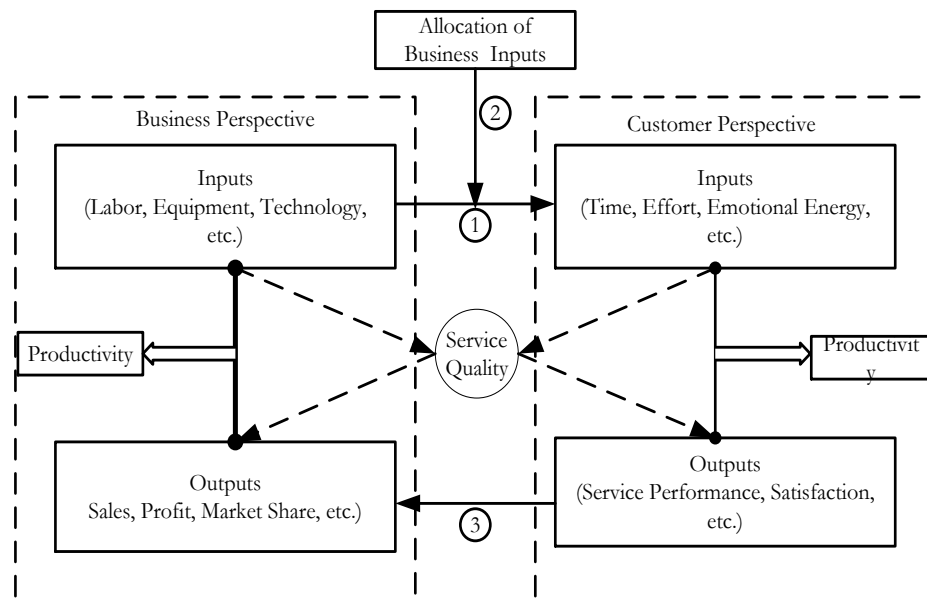 Allocation of
Business Inputs
2
Business Perspective
Customer Perspective
Inputs
(Labor, Equipment, Technology,
etc.)
1
Inputs
(Time, Effort, Emotional Energy,
etc.)
Productivity
Service
Quality
Productivit
y
Outputs
Sales, Profit, Market Share, etc.)
3
Outputs
(Service Performance, Satisfaction,
etc.)